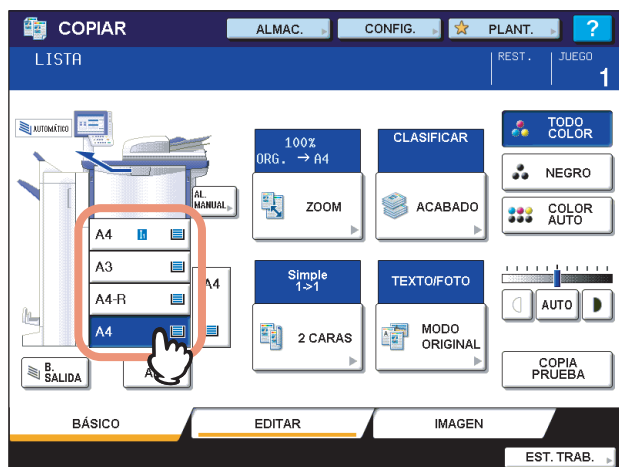 COPIAR
ALMAC.
CONFIG.
PLANT.
?
LISTA
REST.
JUEGO
1
AUTOMÁTICO
100%
ORG. → A4
ZOOM
CLASIFICAR
ACABADO
TODO
COLOR
NEGRO
COLOR
AUTO
AL.
MANUAL
A4
A3
A4-R
A4
A4
Simple
1->1
2 CARAS
TEXTO/FOTO
MODO
ORIGINAL
AUTO
COPIA
PRUEBA
B.
SALIDA
BÁSICO
EDITAR
IMAGEN
EST. TRAB.